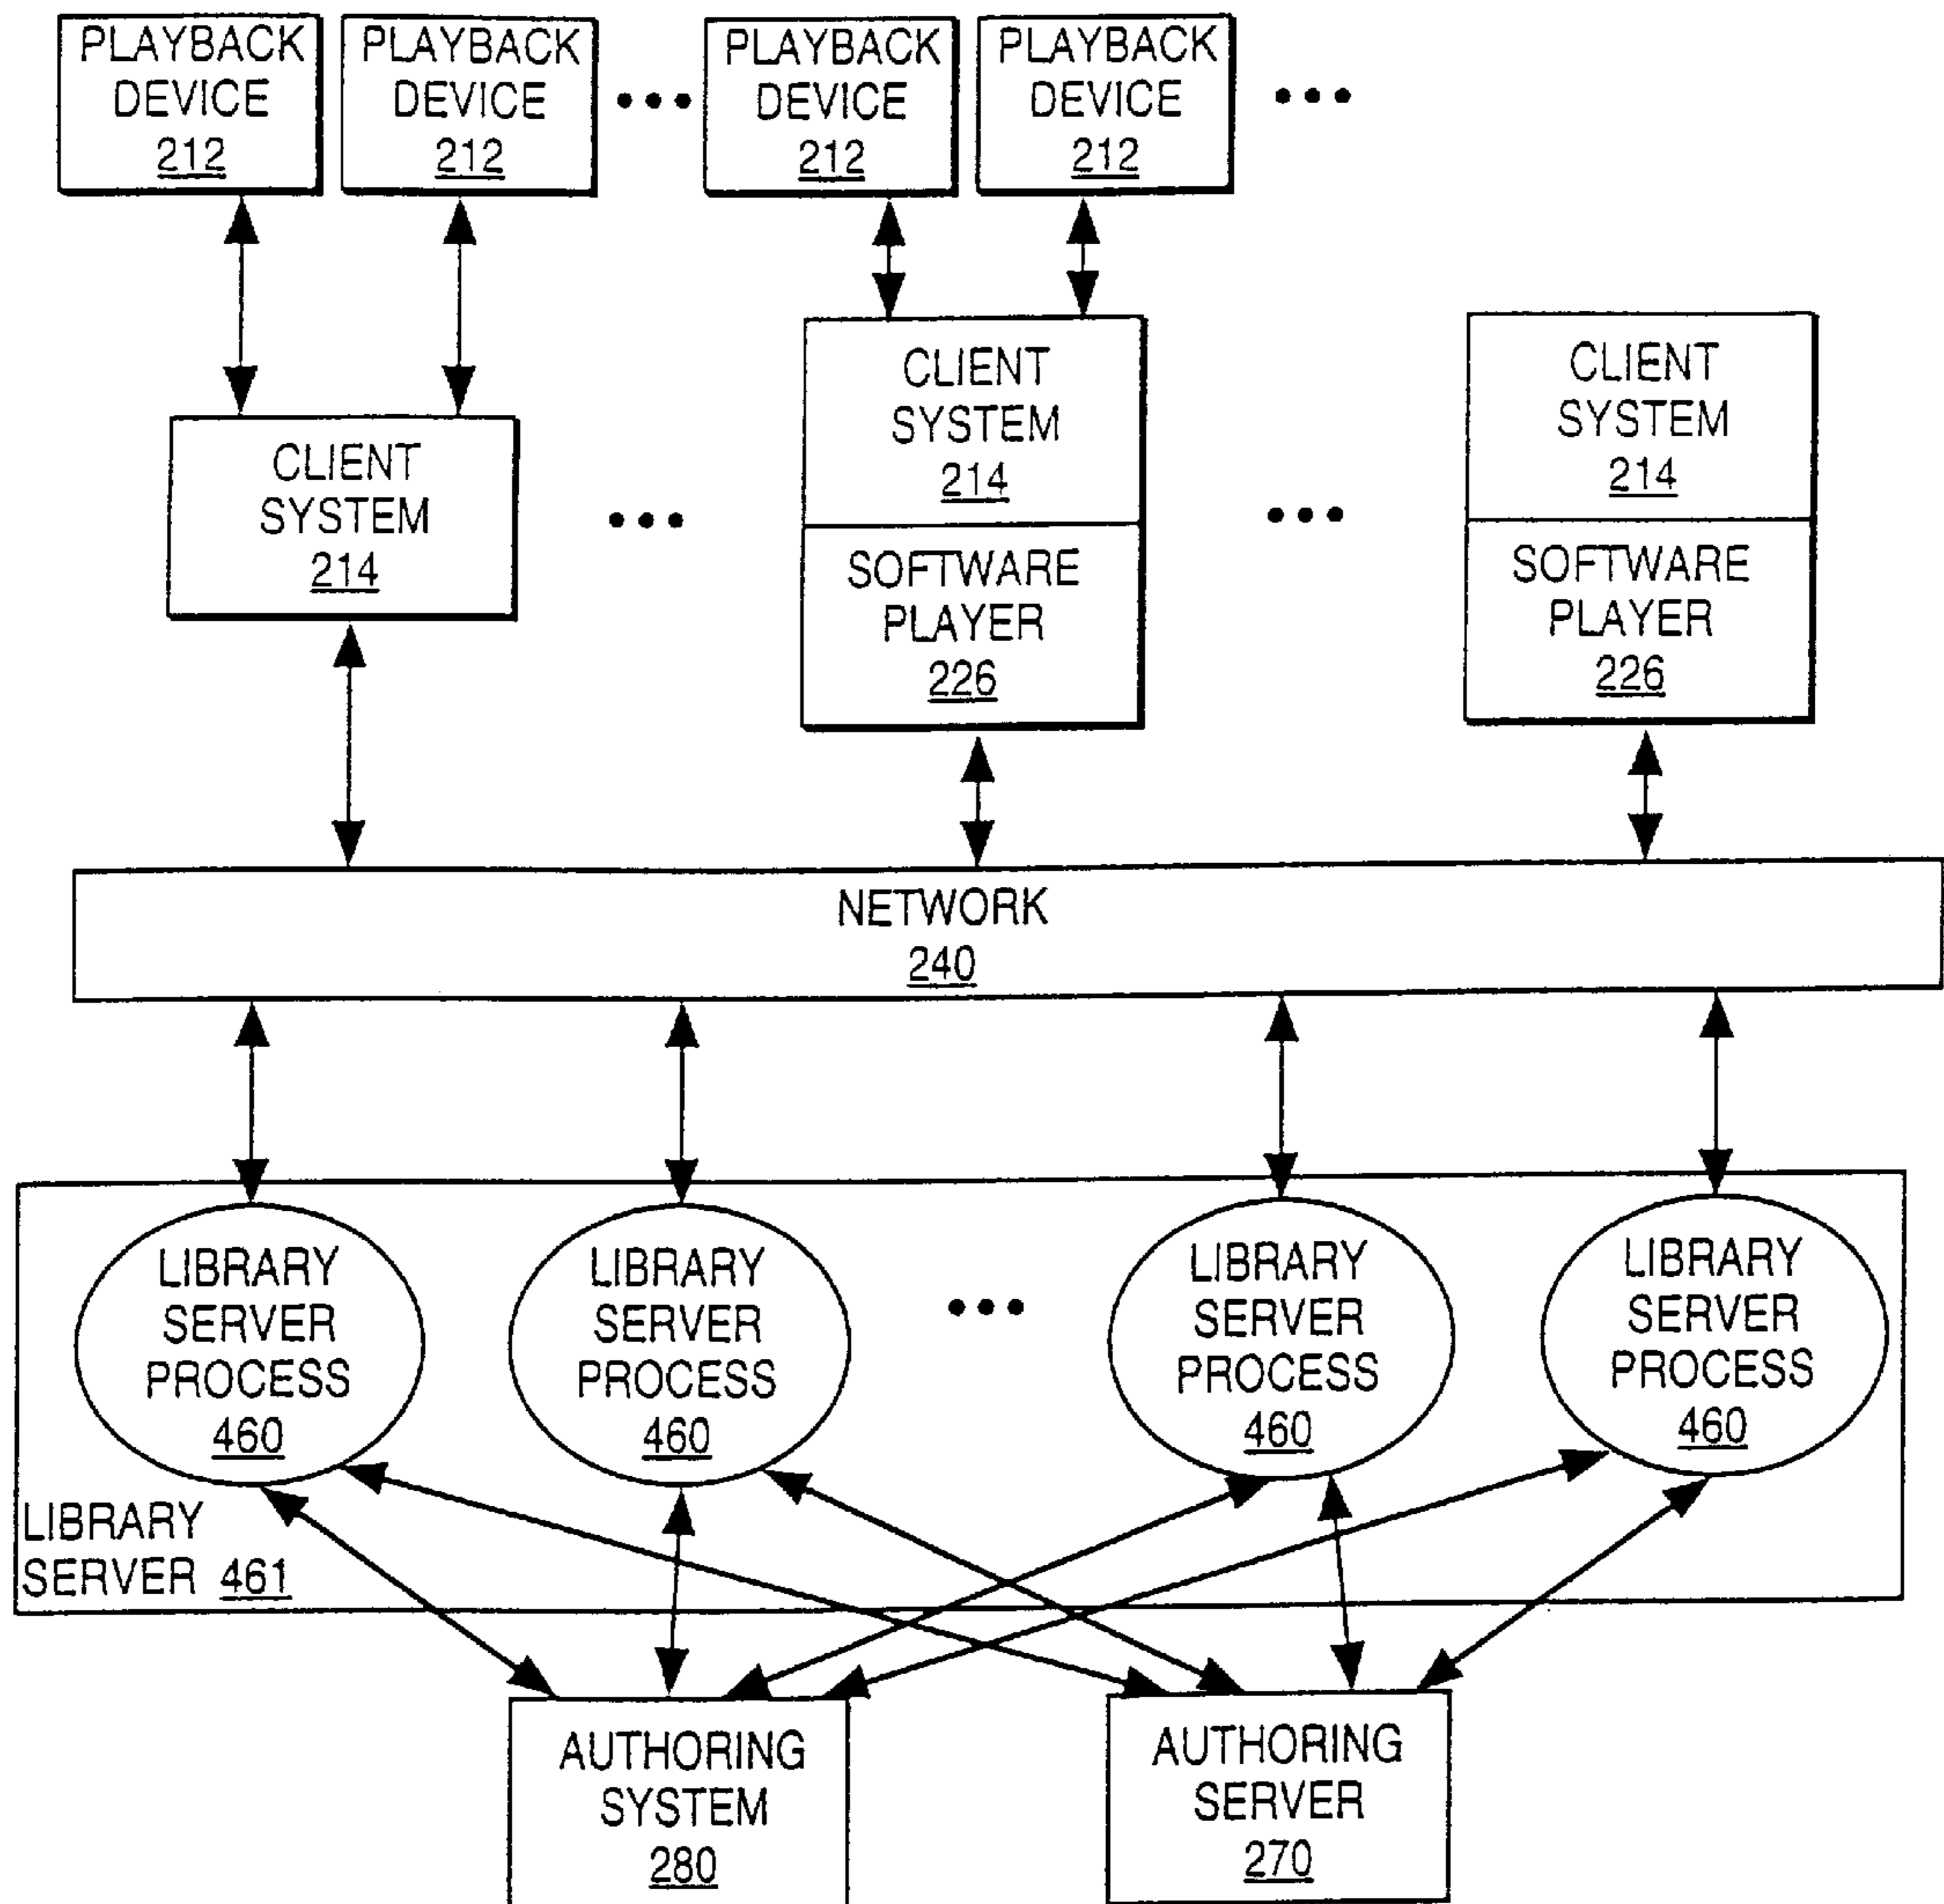 PLAYBACK
DEVICE
212
PLAYBACK
DEVICE
212
PLAYBACK
DEVICE
212
PLAYBACK
DEVICE
212
CLIENT
SYSTEM
214
CLIENT
SYSTEM
214
SOFTWARE
PLAYER
226
CLIENT
SYSTEM
214
SOFTWARE
PLAYER
226
NETWORK
240
LIBRARY
SERVER
PROCESS
460
LIBRARY
SERVER
PROCESS
460
LIBRARY
SERVER
PROCESS
460
LIBRARY
SERVER
PROCESS
460
LIBRARY
SERVER 461
AUTHORING
SYSTEM
280
AUTHORING
SERVER
270